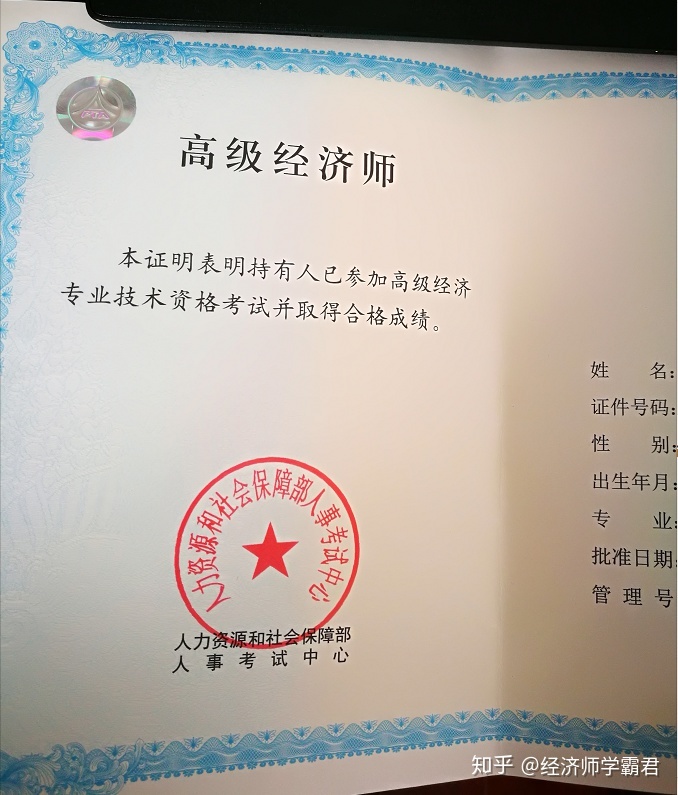 高级经济师
本证明表明持有人已参加高级经济
专业技术资格考试并取得合格成绩。
人力资源和社会保障部人事考试中心
人力资源和社会保障部
人事考试中心
姓 名：
证件号码：
性 别：
出生年月：
专 业：
批准日期：
管 理 号
知乎 @经济师学霸君